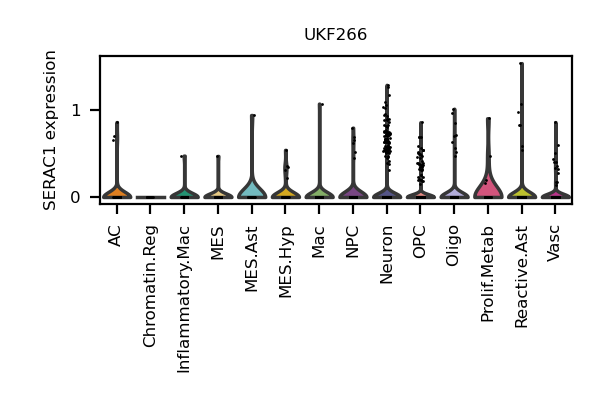 UKF266
SERAC1 expression
1
0
AC
Chromatin.Reg
Inflammatory.Mac
MES
MES.Ast
MES.Hyp
Mac
NPC
Neuron
OPC
Oligo
Prolif.Metab
Reactive.Ast
Vasc